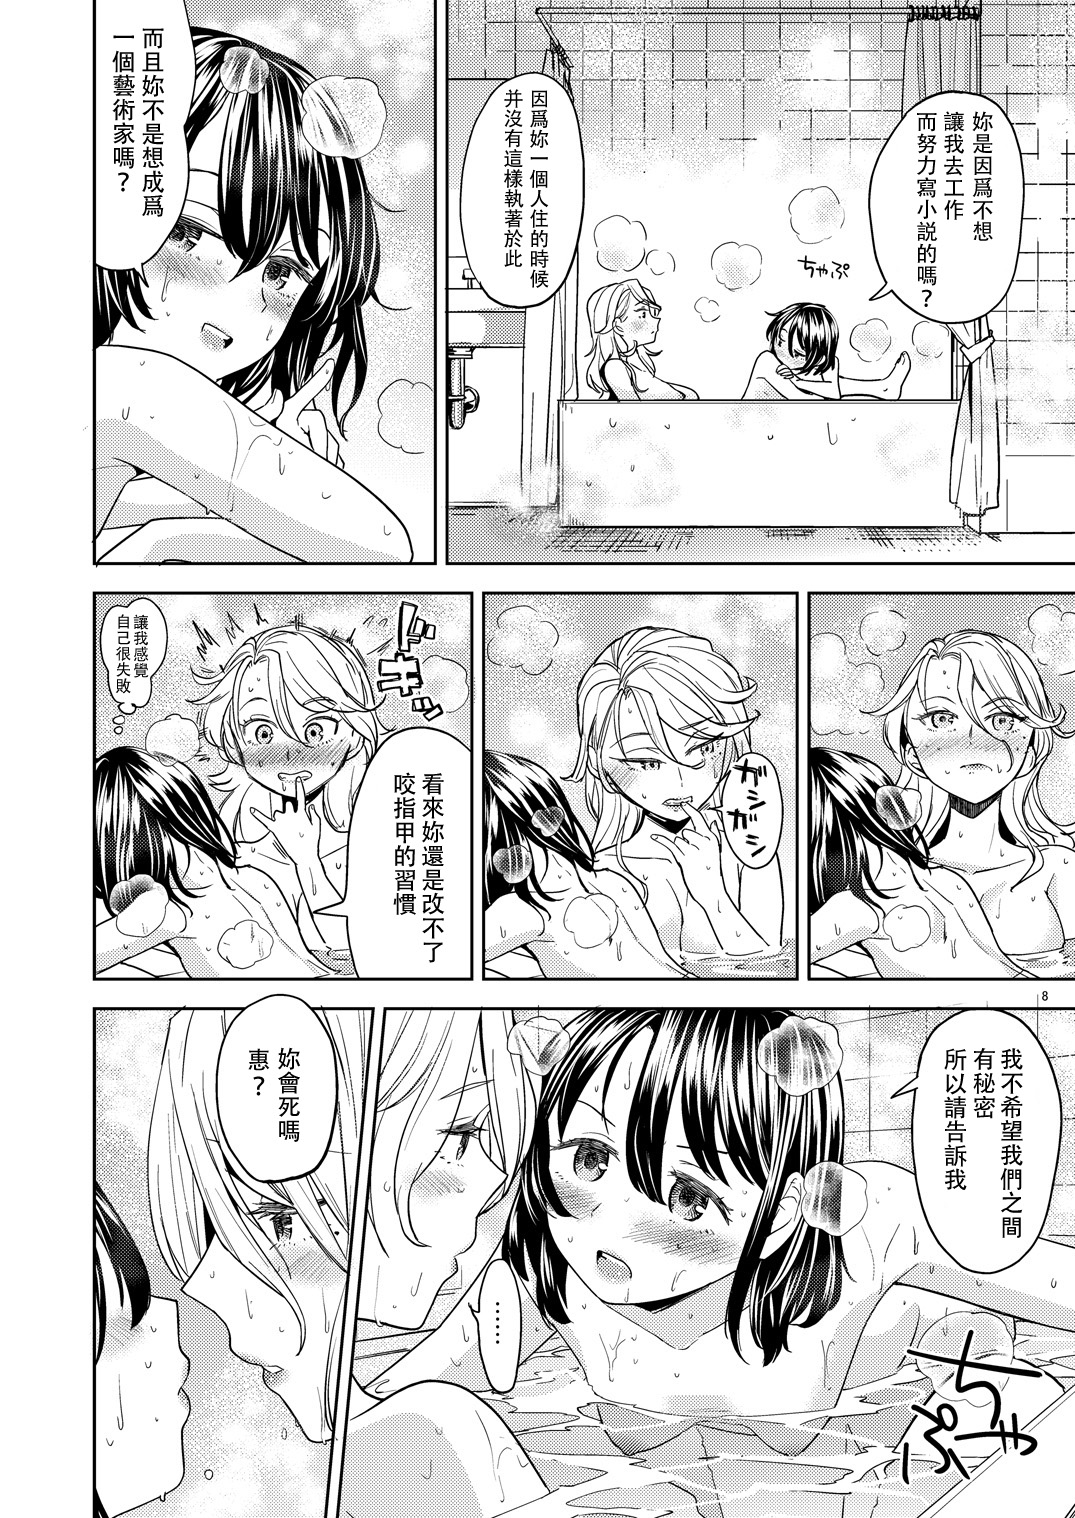 妳是因爲不想
讓我去工作
而努力寫小說的嗎？
ちゃぷ
因爲妳一個人住的時候
并沒有這樣執著於此
而且妳不是想成爲
一個藝術家嗎？
ガシ
ガシ
ギギギッ
看來妳還是改不了
咬指甲的習慣
讓我感覺
自己很失敗
8
我不希望我們之間
有秘密
所以請告訴我
ちゃぷ
……
妳會死嗎
惠？